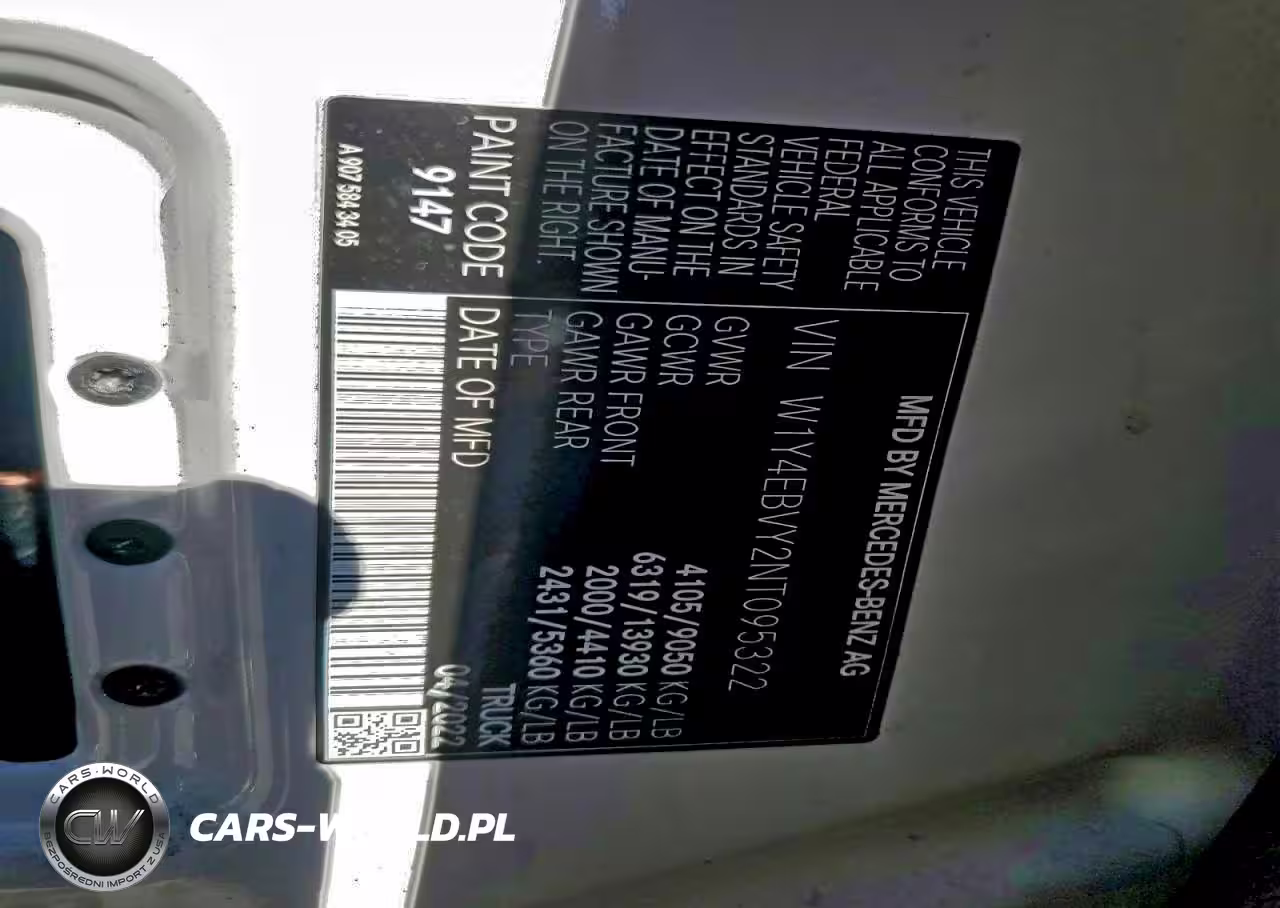 MFD BY MERCEDES-BENZ AG
VIN W1Y4EBVY2NT095322
GVWR 4105/9050 KG/LB
GCWR 6319/13930 KG/LB
GAWR FRONT 2000/4410 KG/LB
GAWR REAR 2431/5360 KG/LB
TYPE TRUCK
DATE OF MFD 04/2022
THIS VEHICLE
CONFORMS TO
ALL APPLICABLE
FEDERAL
VEHICLE SAFETY
STANDARDS IN
EFFECT ON THE
DATE OF MANU-
FACTURE SHOWN
ON THE RIGHT.
PAINT CODE
9147
A 907 584 34 05
CARS-WORLD
CW
BEZPOŚREDNI IMPORT Z USA
CARS-WORLD.PL